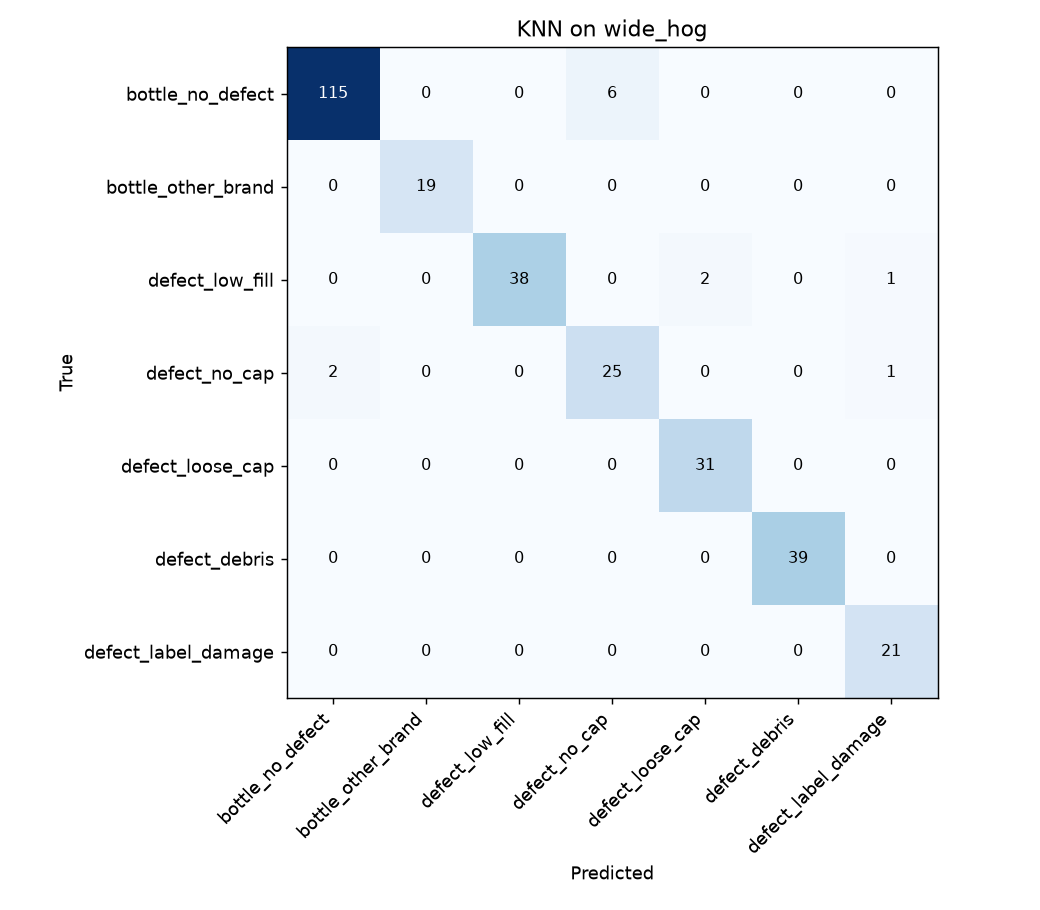 KNN on wide_hog
bottle_no_defect 115 0 0 6 0 0 0
bottle_other_brand 0 19 0 0 0 0 0
defect_low_fill 0 0 38 0 2 0 1
defect_no_cap 2 0 0 25 0 0 1
defect_loose_cap 0 0 0 0 31 0 0
defect_debris 0 0 0 0 0 39 0
defect_label_damage 0 0 0 0 0 0 21
True
bottle_no_defect
bottle_other_brand
defect_low_fill
defect_no_cap
defect_loose_cap
defect_debris
defect_label_damage
Predicted